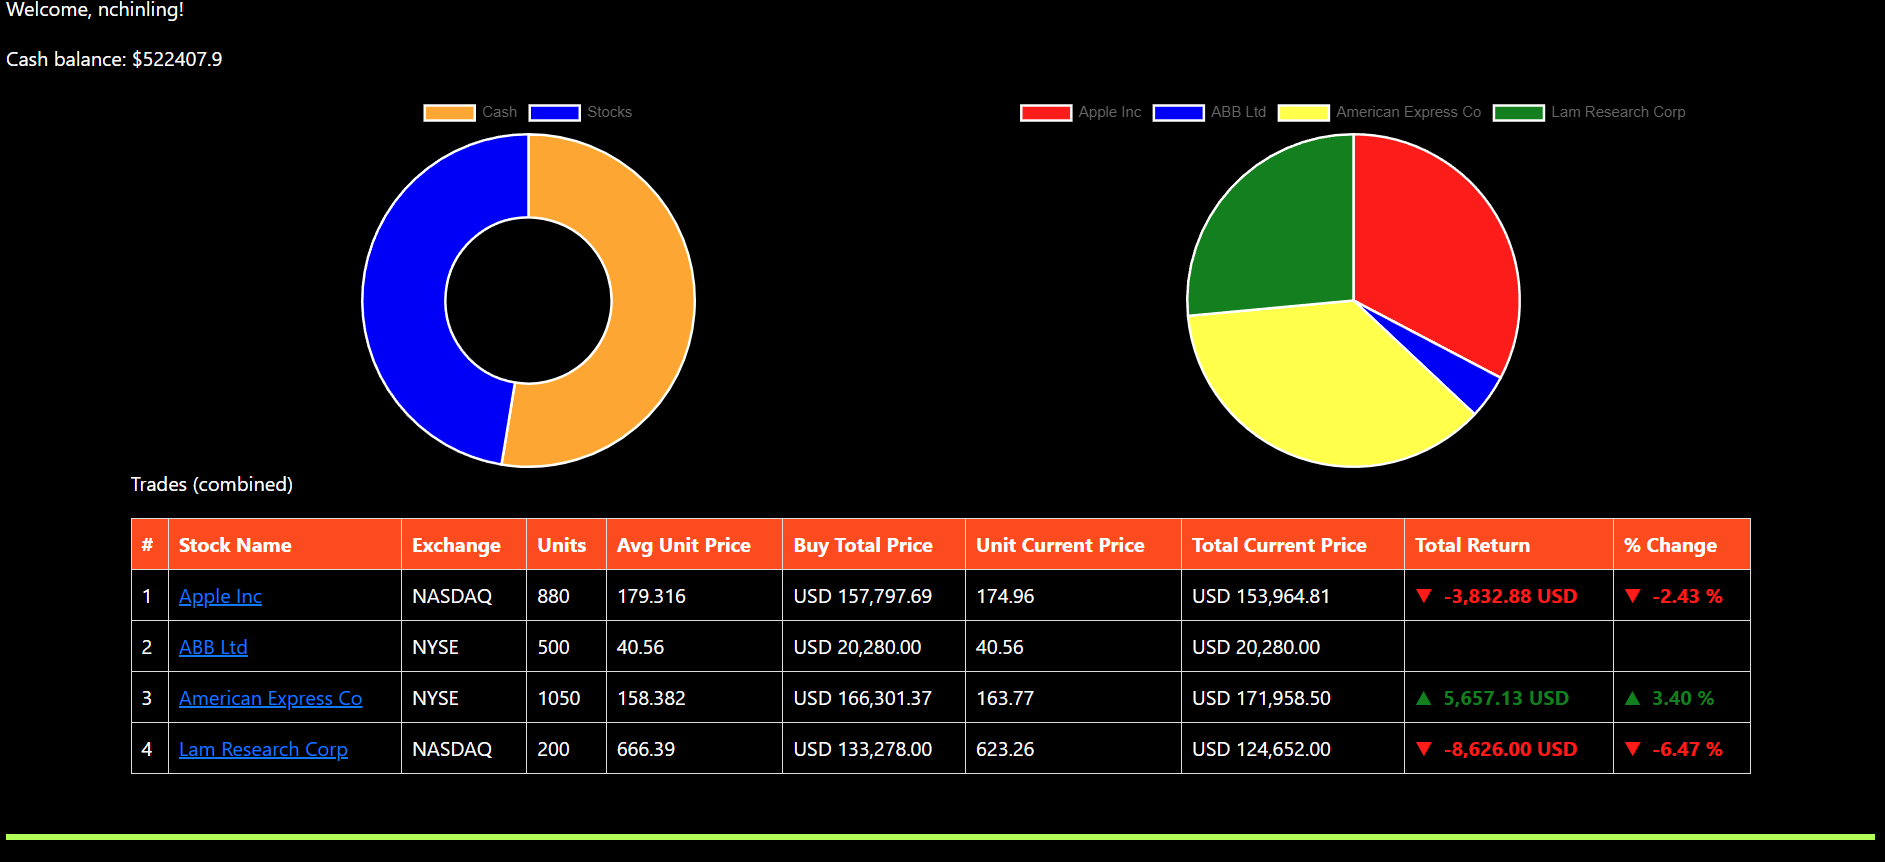 Welcome, nchinling!
Cash balance: $522407.9
Cash Stocks
Apple Inc ABB Ltd American Express Co Lam Research Corp
Trades (combined)
# Stock Name Exchange Units Avg Unit Price Buy Total Price Unit Current Price Total Current Price Total Return % Change
1 Apple Inc NASDAQ 880 179.316 USD 157,797.69 174.96 USD 153,964.81 ▼ -3,832.88 USD ▼ -2.43 %
2 ABB Ltd NYSE 500 40.56 USD 20,280.00 40.56 USD 20,280.00
3 American Express Co NYSE 1050 158.382 USD 166,301.37 163.77 USD 171,958.50 ▲ 5,657.13 USD ▲ 3.40 %
4 Lam Research Corp NASDAQ 200 666.39 USD 133,278.00 623.26 USD 124,652.00 ▼ -8,626.00 USD ▼ -6.47 %